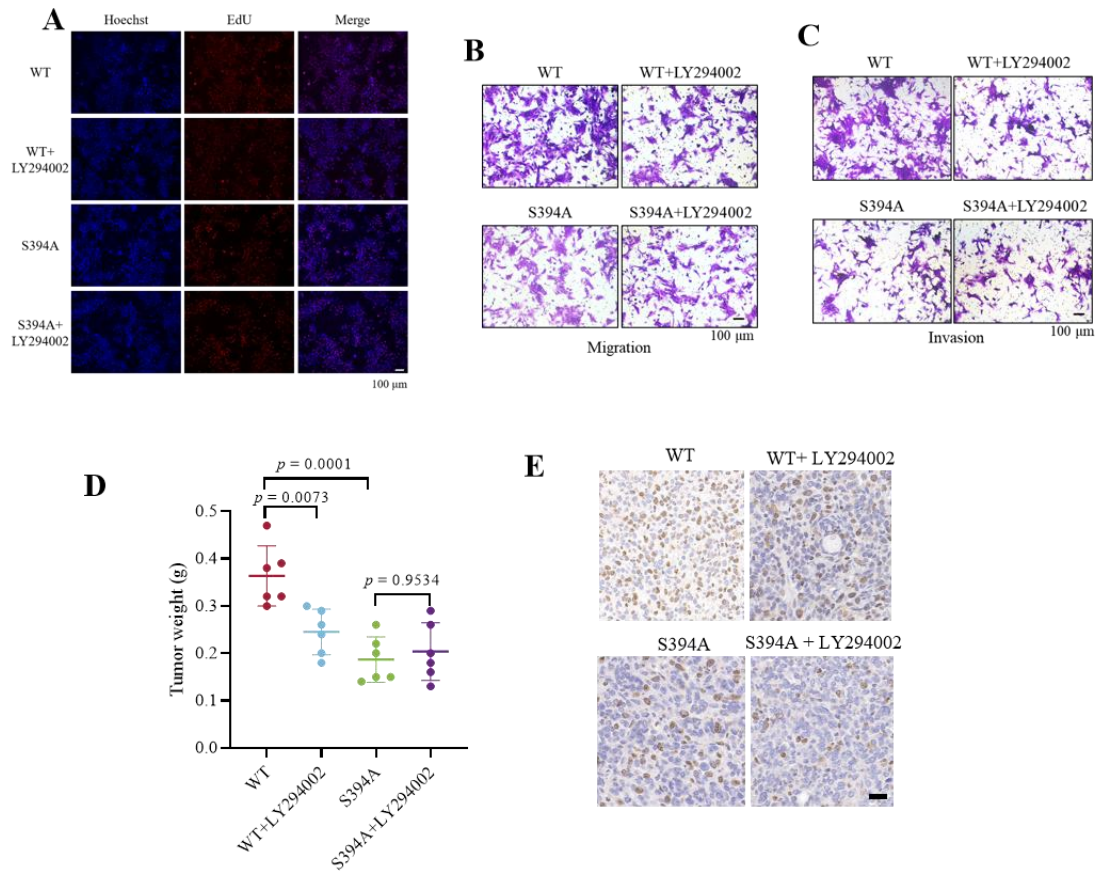 A
Hoechst
EdU
Merge
WT
WT+
LY294002
S394A
S394A+
LY294002
100 μm
B
WT
WT+LY294002
S394A
S394A+LY294002
100 μm
Migration
C
WT
WT+LY294002
S394A
S394A+LY294002
100 μm
Invasion
D
p = 0.0001
p = 0.0073
p = 0.9534
Tumor weight (g)
0.5
0.4
0.3
0.2
0.1
0.0
WT
WT+LY294002
S394A
S394A+LY294002
E
WT
WT+ LY294002
S394A
S394A + LY294002